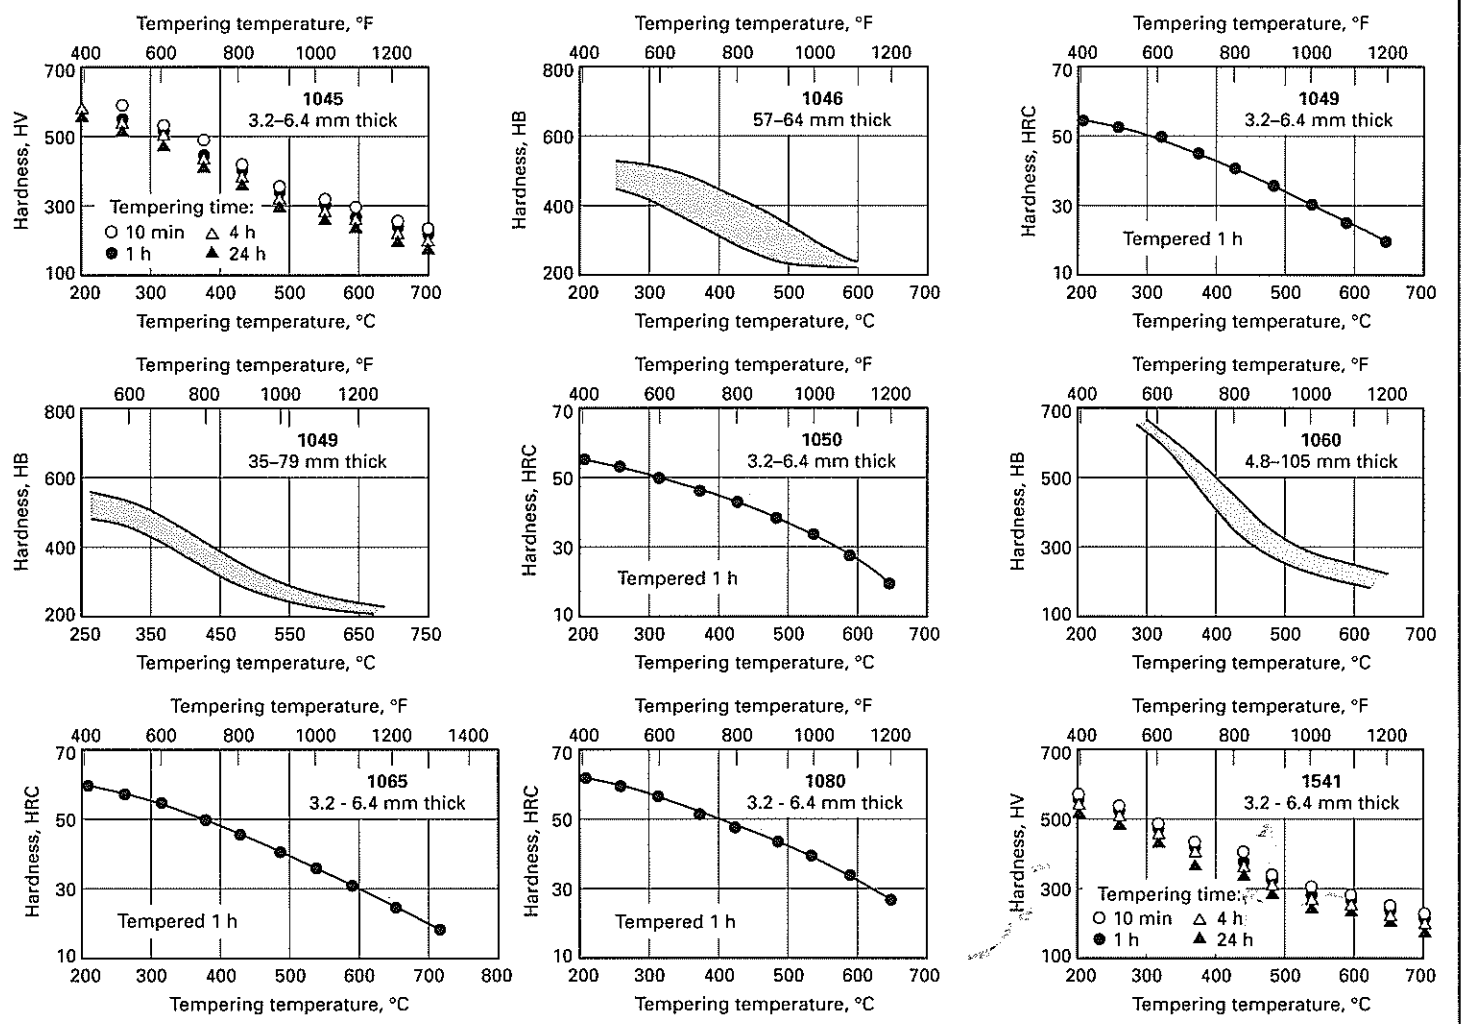 Tempering temperature, °F
400 600 800 1000 1200
700
500
300
100
Hardness, HV
1045
3.2–6.4 mm thick
Tempering time:
10 min 4 h
1 h 24 h
200 300 400 500 600 700
Tempering temperature, °C
Tempering temperature, °F
400 600 800 1000
800
600
400
200
Hardness, HB
1046
57–64 mm thick
200 300 400 500 600 700
Tempering temperature, °C
Tempering temperature, °F
400 600 800 1000 1200
70
50
30
10
Hardness, HRC
1049
3.2–6.4 mm thick
Tempered 1 h
200 300 400 500 600 700
Tempering temperature, °C
Tempering temperature, °F
600 800 1000 1200
800
600
400
200
Hardness, HB
1049
35–79 mm thick
250 350 450 550 650 750
Tempering temperature, °C
Tempering temperature, °F
400 600 800 1000 1200
70
50
30
10
Hardness, HRC
1050
3.2–6.4 mm thick
Tempered 1 h
200 300 400 500 600 700
Tempering temperature, °C
Tempering temperature, °F
400 600 800 1000 1200
700
500
300
100
Hardness, HB
1060
4.8–105 mm thick
200 300 400 500 600 700
Tempering temperature, °C
Tempering temperature, °F
400 600 800 1000 1200 1400
70
50
30
10
Hardness, HRC
1065
3.2 - 6.4 mm thick
Tempered 1 h
200 300 400 500 600 700 800
Tempering temperature, °C
Tempering temperature, °F
400 600 800 1000 1200
70
50
30
10
Hardness, HRC
1080
3.2 - 6.4 mm thick
Tempered 1 h
200 300 400 500 600 700
Tempering temperature, °C
Tempering temperature, °F
400 600 800 1000 1200
700
500
300
100
Hardness, HV
1541
3.2 - 6.4 mm thick
Tempering time:
10 min 4 h
1 h 24 h
200 300 400 500 600 700
Tempering temperature, °C